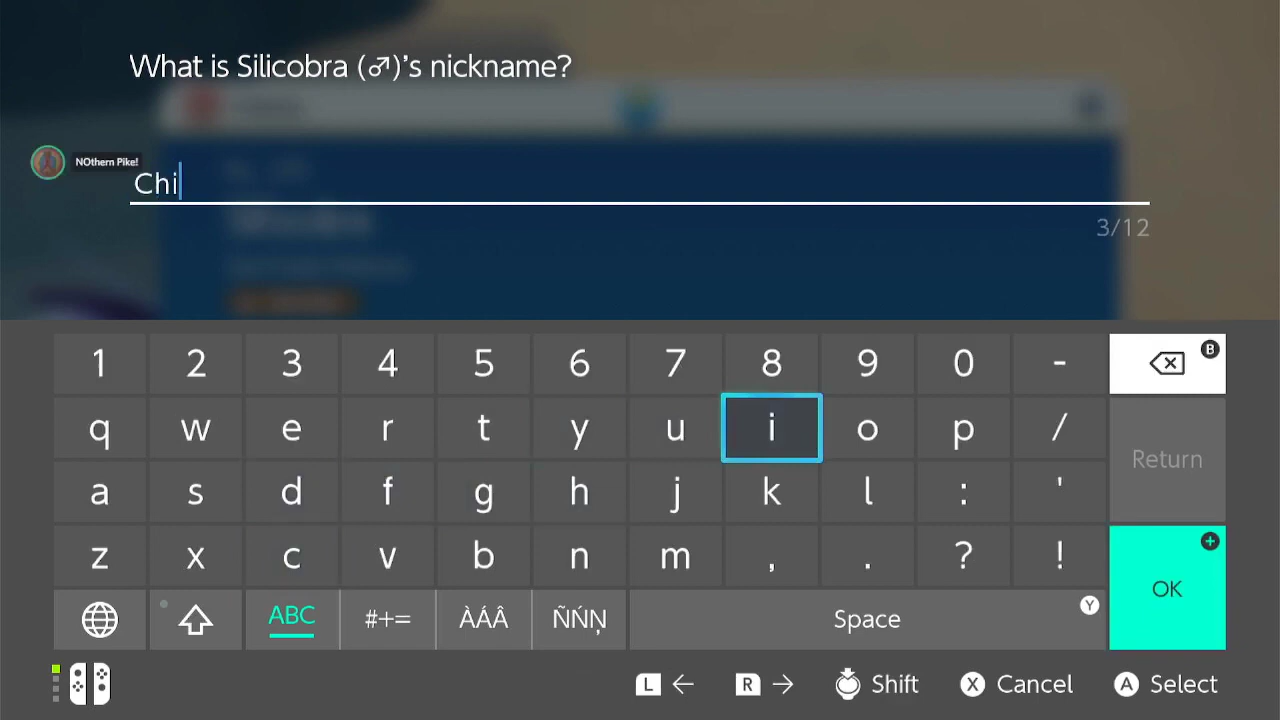 What is Silicobra (♂)'s nickname?
NOthern Pike!
Chi
3/12
1 2 3 4 5 6 7 8 9 0 - B
q w e r t y u i o p /
Return
a s d f g h j k l : '
z x c v b n m , . ? ! +
OK
ABC #+= ÀÁÂ ÑŃŅ Space Y
L ← R → Shift X Cancel A Select